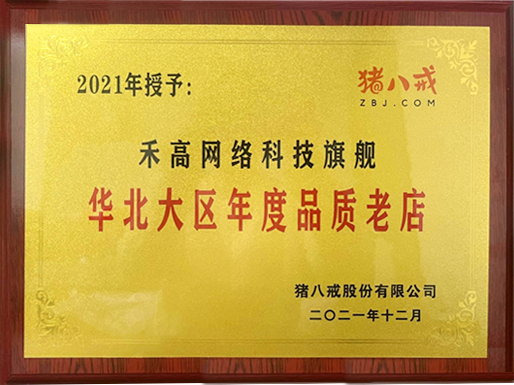 2021年授予:
猪八戒
ZBJ.COM
禾高网络科技旗舰
华北大区年度品质老店
猪八戒股份有限公司
二〇二一年十二月